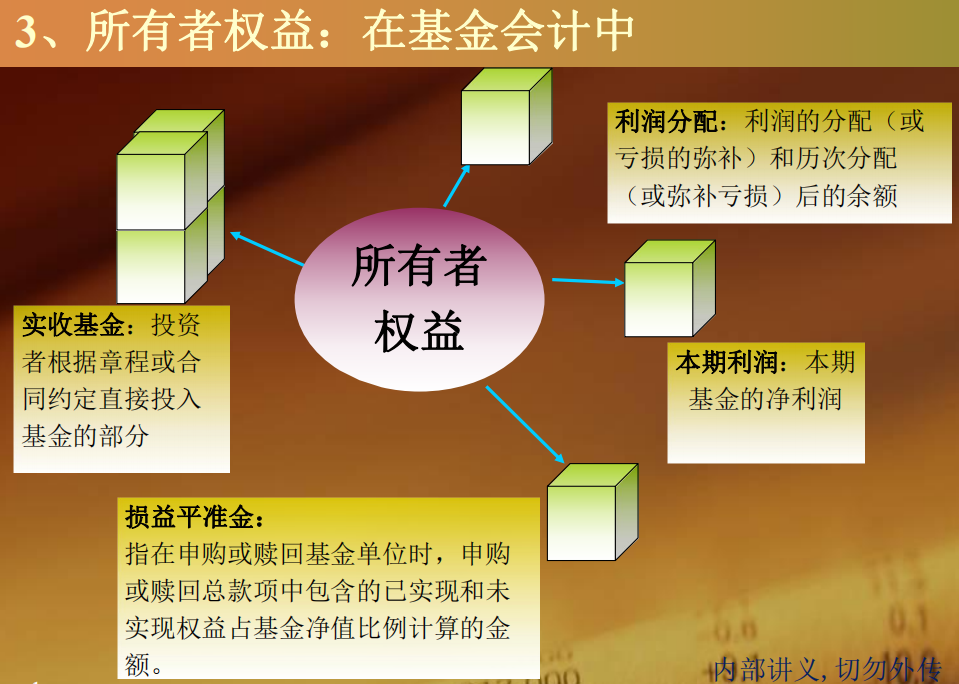 3、所有者权益：在基金会计中
利润分配：利润的分配（或
亏损的弥补）和历次分配
（或弥补亏损）后的余额
所有者
权益
实收基金：投资
者根据章程或合
同约定直接投入
基金的部分
本期利润：本期
基金的净利润
损益平准金：
指在申购或赎回基金单位时，申购
或赎回总款项中包含的已实现和未
实现权益占基金净值比例计算的金
额。
内部讲义,切勿外传